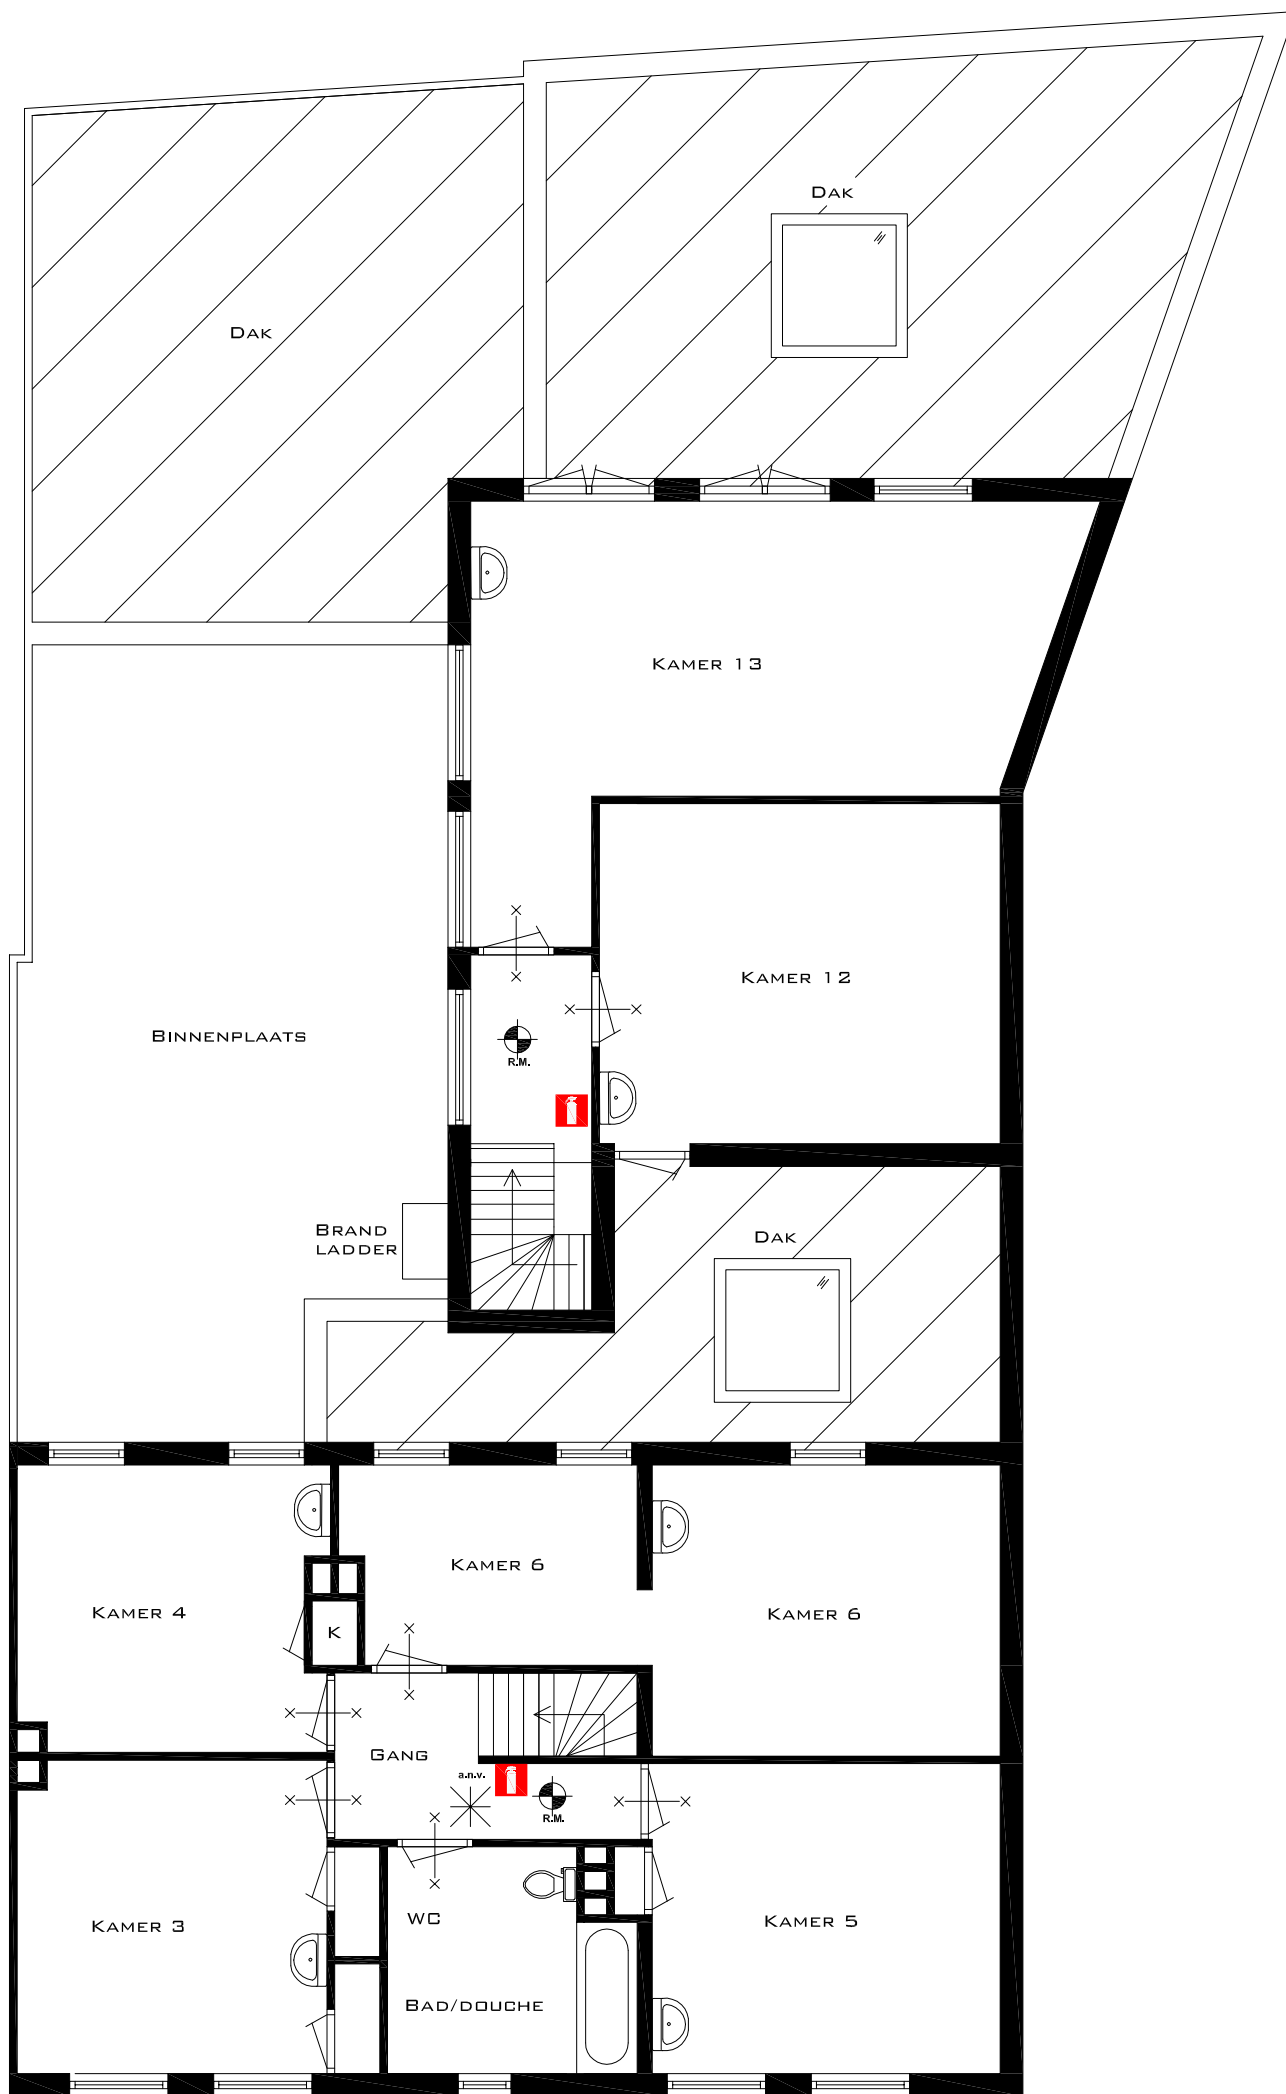 Dak
Dak
Kamer 13
Kamer 12
Binnenplaats
R.M.
Brand
ladder
Dak
Kamer 6
Kamer 4
Kamer 6
K
Gang
a.n.v.
R.M.
Kamer 3
WC
Kamer 5
Bad/douche